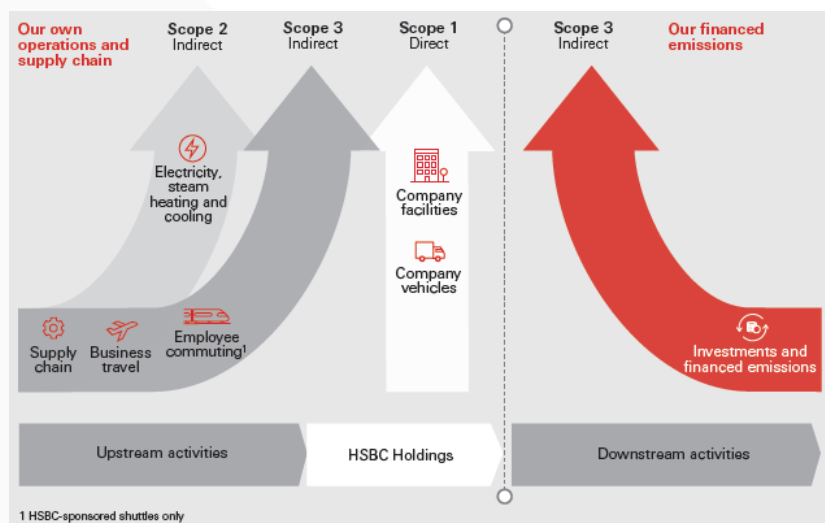 Our own
operations and
supply chain
Scope 2
Indirect
Scope 3
Indirect
Scope 1
Direct
Scope 3
Indirect
Our financed
emissions
Electricity,
steam
heating and
cooling
Company
facilities
Company
vehicles
Supply
chain
Business
travel
Employee
commuting¹
Investments and
financed emissions
Upstream activities
HSBC Holdings
Downstream activities
1 HSBC-sponsored shuttles only